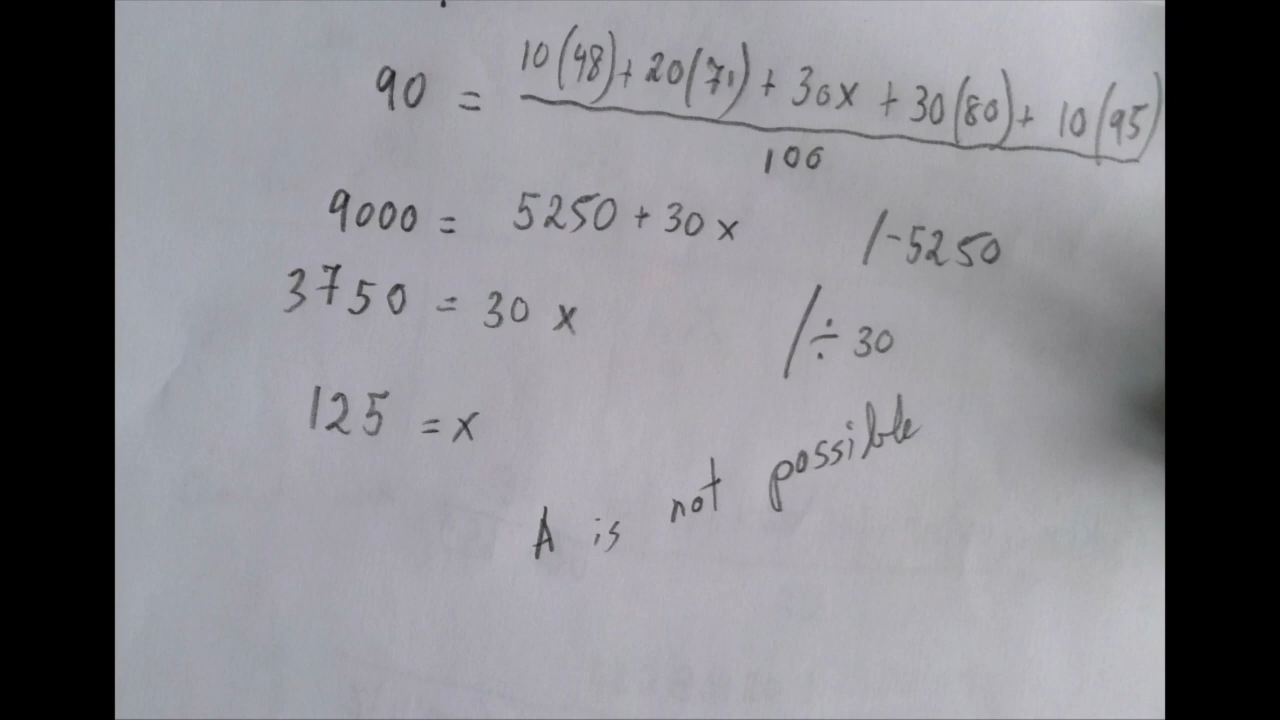 90 = 10(48) + 20(71) + 30x + 30(80) + 10(95)
100
9000 = 5250 + 30x /-5250
3750 = 30x /÷30
125 = x
A is not possible